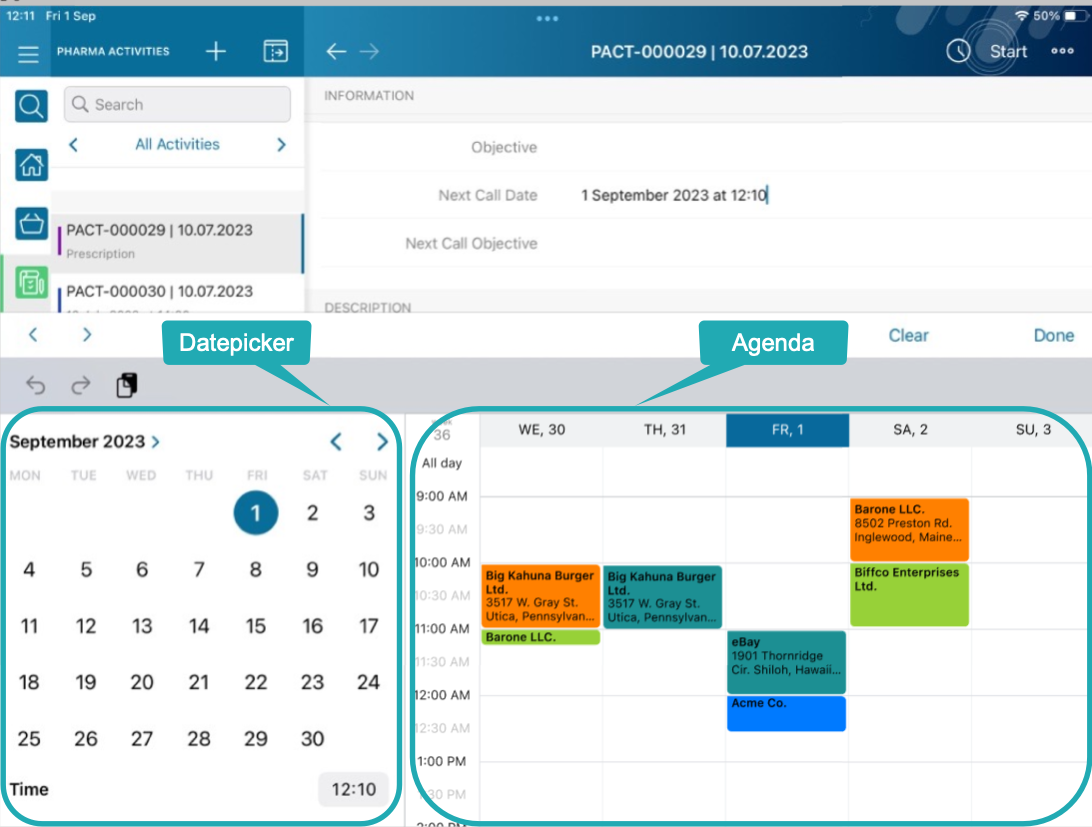 12:11 Fri 1 Sep
50%
PHARMA ACTIVITIES
PACT-000029 | 10.07.2023
Start
Search
All Activities
PACT-000029 | 10.07.2023
Prescription
PACT-000030 | 10.07.2023
INFORMATION
Objective
Next Call Date 1 September 2023 at 12:10
Next Call Objective
DESCRIPTION
Datepicker
Agenda
Clear
Done
September 2023
MON TUE WED THU FRI SAT SUN
1 2 3
4 5 6 7 8 9 10
11 12 13 14 15 16 17
18 19 20 21 22 23 24
25 26 27 28 29 30
Time 12:10
36
WE, 30 TH, 31 FR, 1 SA, 2 SU, 3
All day
9:00 AM
9:30 AM
10:00 AM
10:30 AM
11:00 AM
11:30 AM
12:00 AM
12:30 AM
1:00 PM
:30 PM
2:00 PM
Big Kahuna Burger
Ltd.
3517 W. Gray St.
Utica, Pennsylvan...
Barone LLC.
Big Kahuna Burger
Ltd.
3517 W. Gray St.
Utica, Pennsylvan...
eBay
1901 Thornridge
Cir. Shiloh, Hawaii...
Acme Co.
Barone LLC.
8502 Preston Rd.
Inglewood, Maine...
Biffco Enterprises
Ltd.